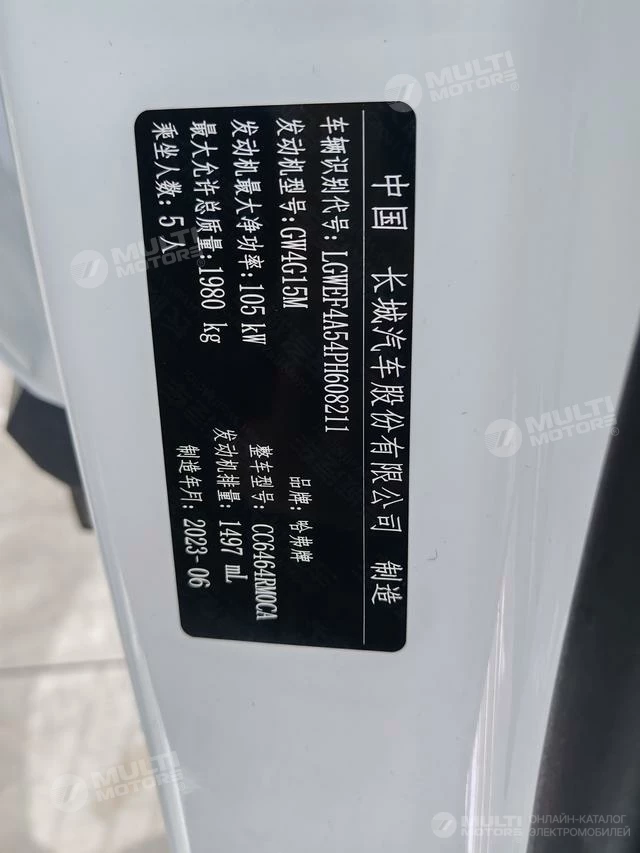 中国 长城汽车股份有限公司 制造
车辆识别代号: LGWEF4A54PH608211
品牌: 哈弗牌
发动机型号: GW4G15M
整车型号: CC6464RM0CA
发动机最大净功率: 105 kW
发动机排量: 1497 mL
最大允许总质量: 1980 kg
制造年月: 2023-06
乘坐人数: 5 人
MULTI MOTORS®
MULTI MOTORS®
MULTI MOTORS®
MULTI MOTORS®
MULTI MOTORS®
MULTI MOTORS
ОНЛАЙН-КАТАЛОГ
ЭЛЕКТРОМОБИЛЕЙ